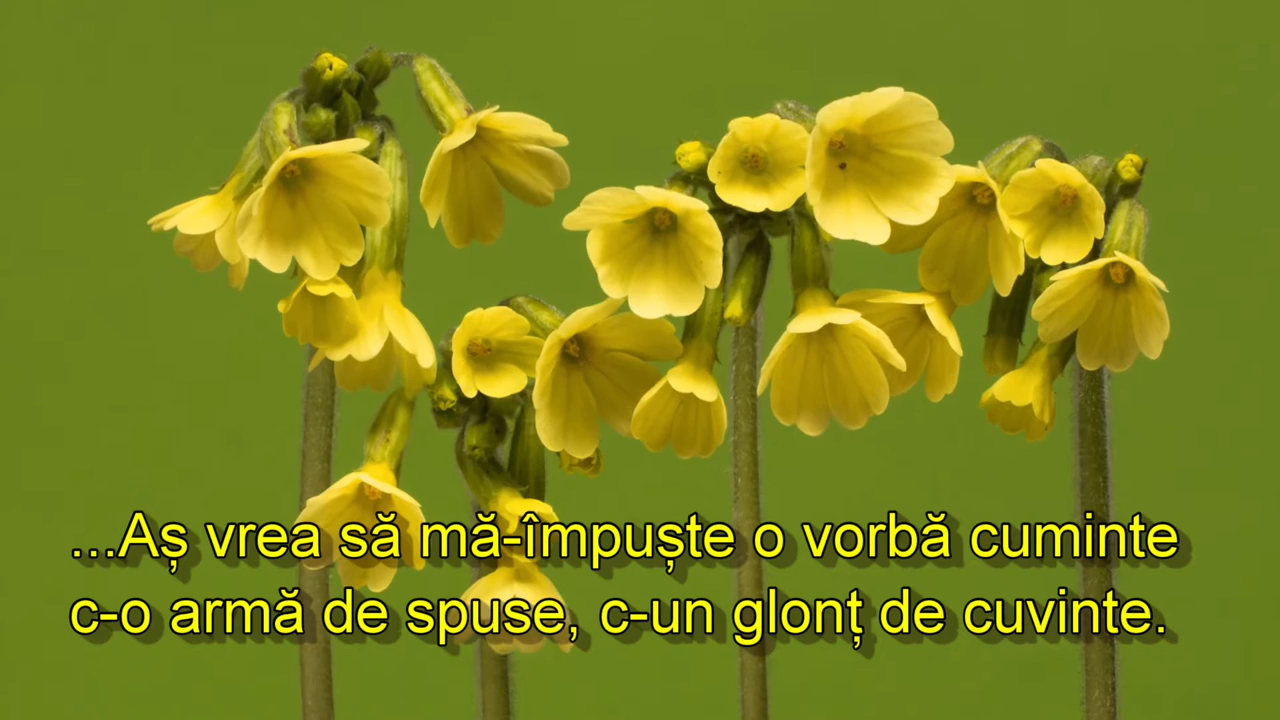 ...Aș vrea să mă-împuște o vorbă cuminte
c-o armă de spuse, c-un glonț de cuvinte.